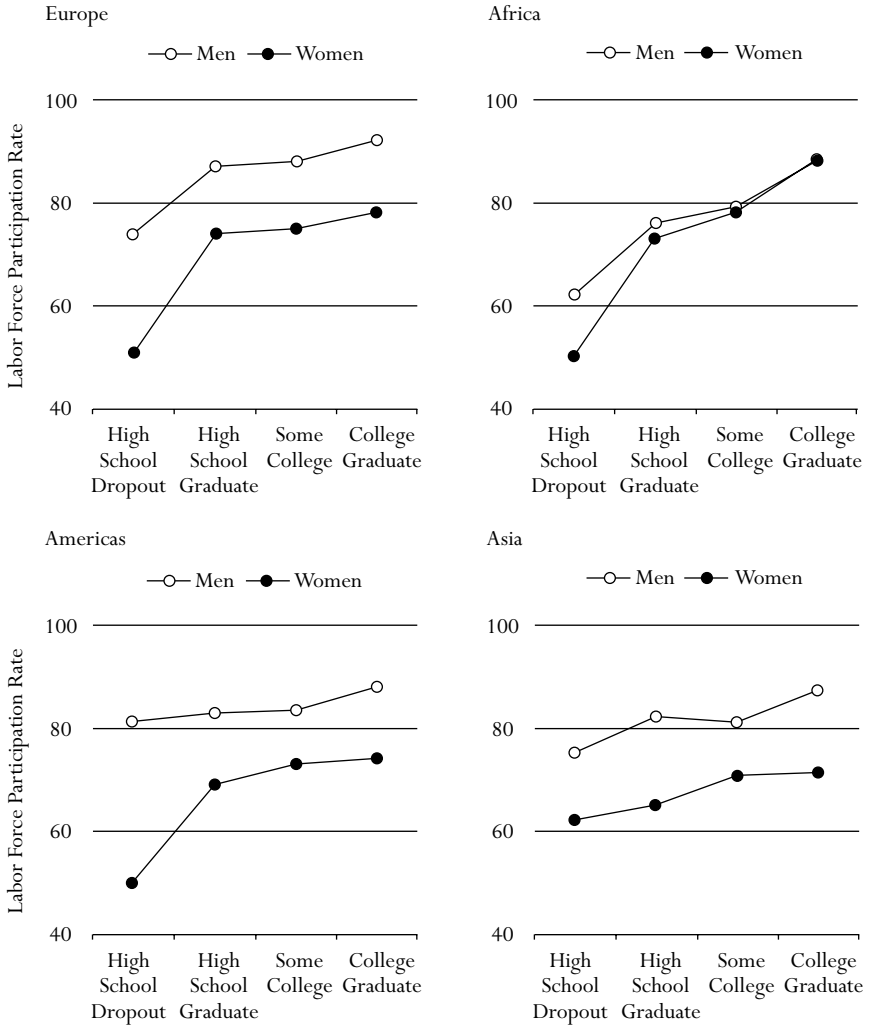 Europe
Men Women
Labor Force Participation Rate
100
80
60
40
High School Dropout
High School Graduate
Some College
College Graduate
Africa
Men Women
100
80
60
40
High School Dropout
High School Graduate
Some College
College Graduate
Americas
Men Women
Labor Force Participation Rate
100
80
60
40
High School Dropout
High School Graduate
Some College
College Graduate
Asia
Men Women
100
80
60
40
High School Dropout
High School Graduate
Some College
College Graduate